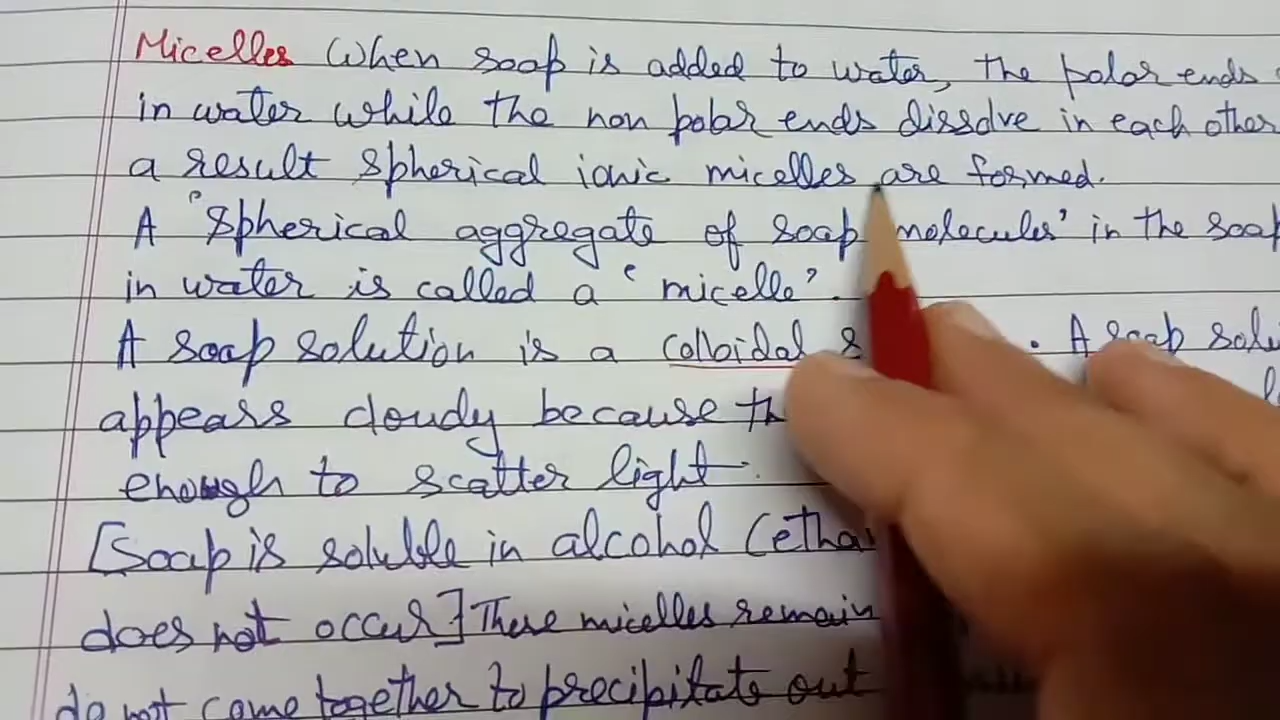 Micelles When soap is added to water, the polar ends
in water while the non polar ends dissolve in each other
a result spherical ionic micelles are formed.
A 'Spherical aggregate of soap molecules' in the soap
in water is called a 'micelle'.
A soap solution is a colloidal . A soap
appears cloudy because
enough to scatter light.
[Soap is soluble in alcohol (
does not occur] These micelles remain
do not come together to precipitate out